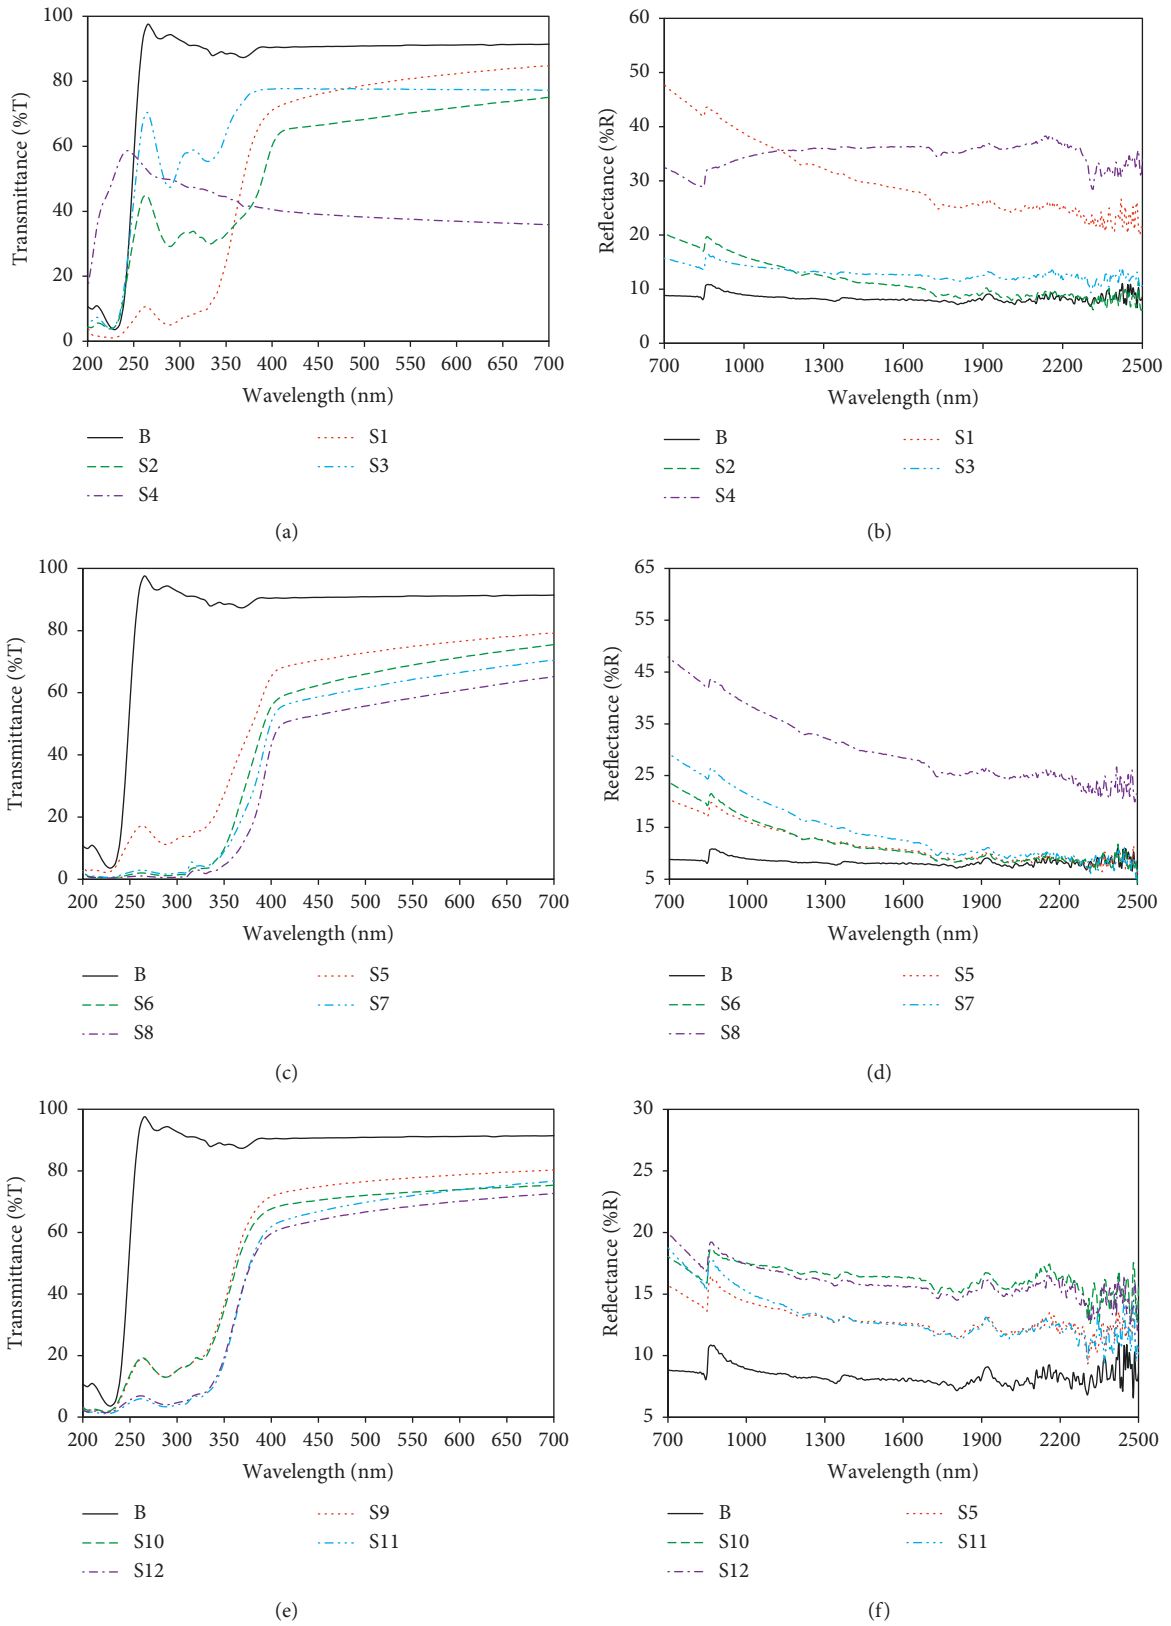 100
80
60
40
20
0
Transmittance (%T)
200 250 300 350 400 450 500 550 600 650 700
Wavelength (nm)
B S1
S2 S3
S4
(a)
60
50
40
30
20
10
0
Reflectance (%R)
700 1000 1300 1600 1900 2200 2500
Wavelength (nm)
B S1
S2 S3
S4
(b)
100
80
60
40
20
0
Transmittance (%T)
200 250 300 350 400 450 500 550 600 650 700
Wavelength (nm)
B S5
S6 S7
S8
(c)
65
55
45
35
25
15
5
Reeflectance (%R)
700 1000 1300 1600 1900 2200 2500
Wavelength (nm)
B S5
S6 S7
S8
(d)
100
80
60
40
20
0
Transmittance (%T)
200 250 300 350 400 450 500 550 600 650 700
Wavelength (nm)
B S9
S10 S11
S12
(e)
30
25
20
15
10
5
Reflectance (%R)
700 1000 1300 1600 1900 2200 2500
Wavelength (nm)
B S5
S10 S11
S12
(f)